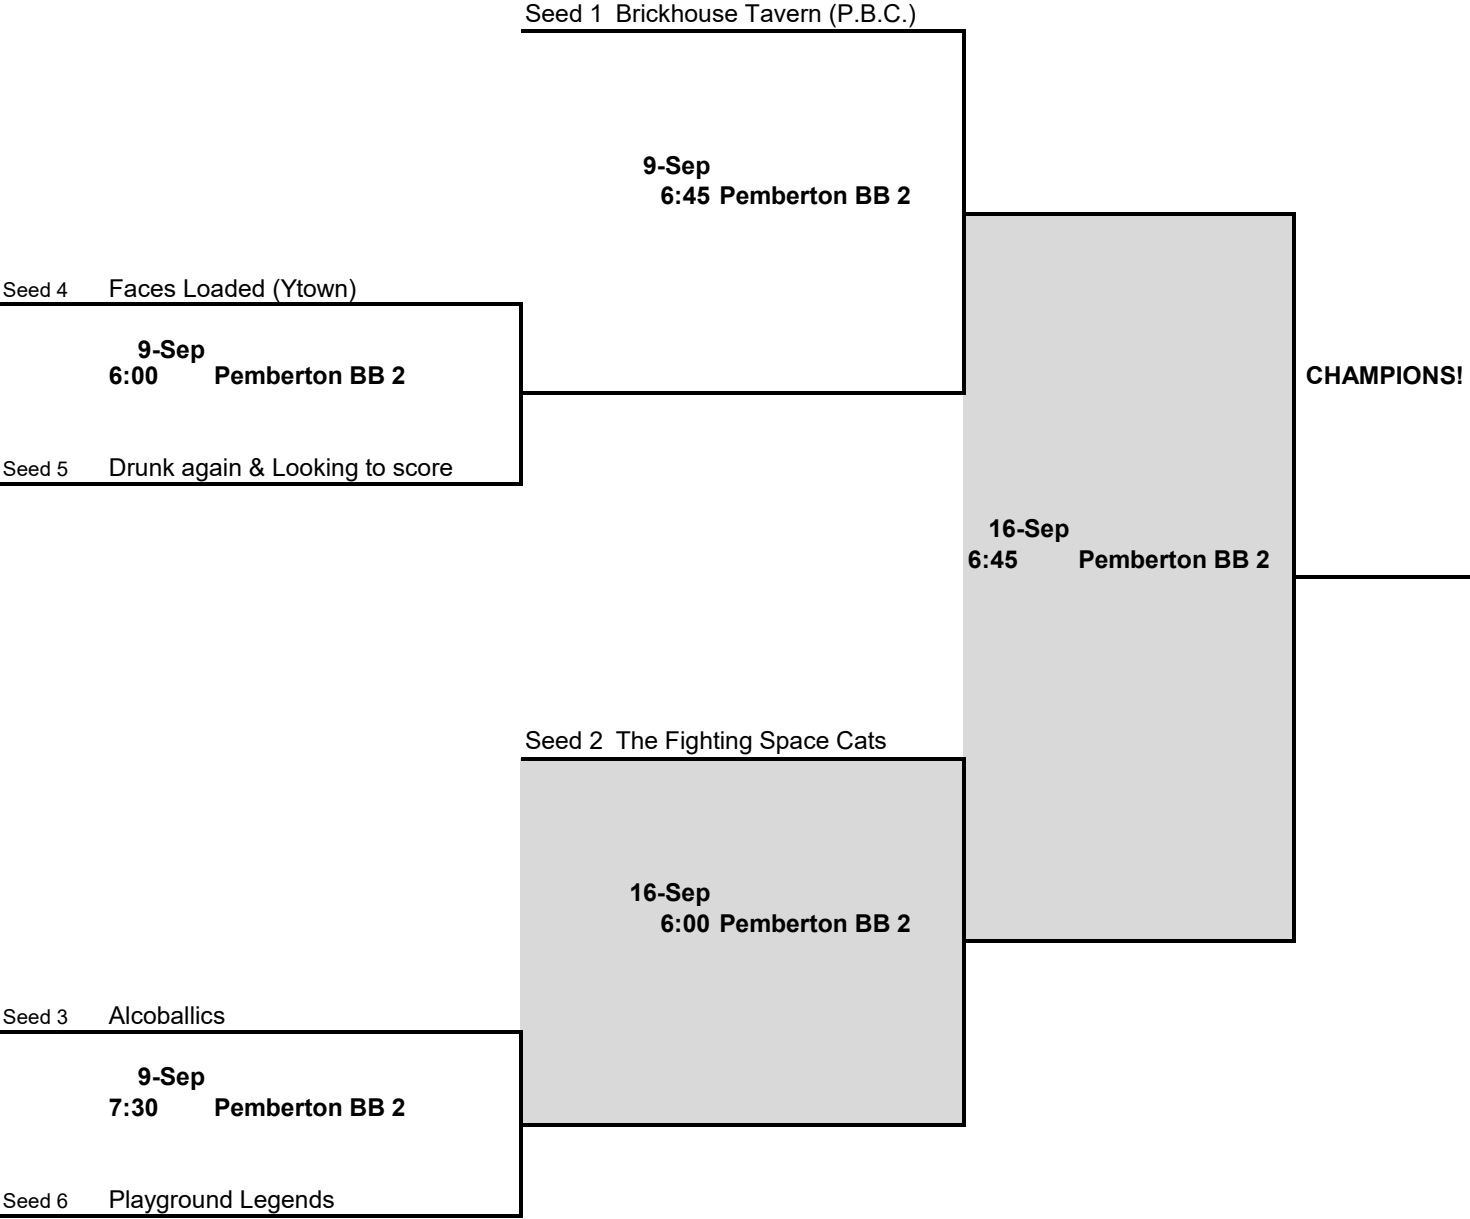 Seed 1 Brickhouse Tavern (P.B.C.)
9-Sep
6:45 Pemberton BB 2
Seed 4 Faces Loaded (Ytown)
9-Sep
6:00 Pemberton BB 2
CHAMPIONS!
Seed 5 Drunk again & Looking to score
16-Sep
6:45 Pemberton BB 2
Seed 2 The Fighting Space Cats
16-Sep
6:00 Pemberton BB 2
Seed 3 Alcoballics
9-Sep
7:30 Pemberton BB 2
Seed 6 Playground Legends